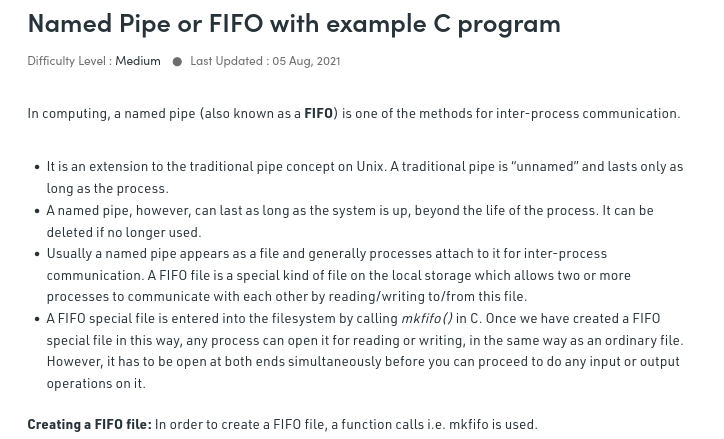 Named Pipe or FIFO with example C program
Difficulty Level : Medium ● Last Updated : 05 Aug, 2021
In computing, a named pipe (also known as a FIFO) is one of the methods for inter-process communication.
• It is an extension to the traditional pipe concept on Unix. A traditional pipe is “unnamed” and lasts only as
long as the process.
• A named pipe, however, can last as long as the system is up, beyond the life of the process. It can be
deleted if no longer used.
• Usually a named pipe appears as a file and generally processes attach to it for inter-process
communication. A FIFO file is a special kind of file on the local storage which allows two or more
processes to communicate with each other by reading/writing to/from this file.
• A FIFO special file is entered into the filesystem by calling mkfifo() in C. Once we have created a FIFO
special file in this way, any process can open it for reading or writing, in the same way as an ordinary file.
However, it has to be open at both ends simultaneously before you can proceed to do any input or output
operations on it.
Creating a FIFO file: In order to create a FIFO file, a function calls i.e. mkfifo is used.